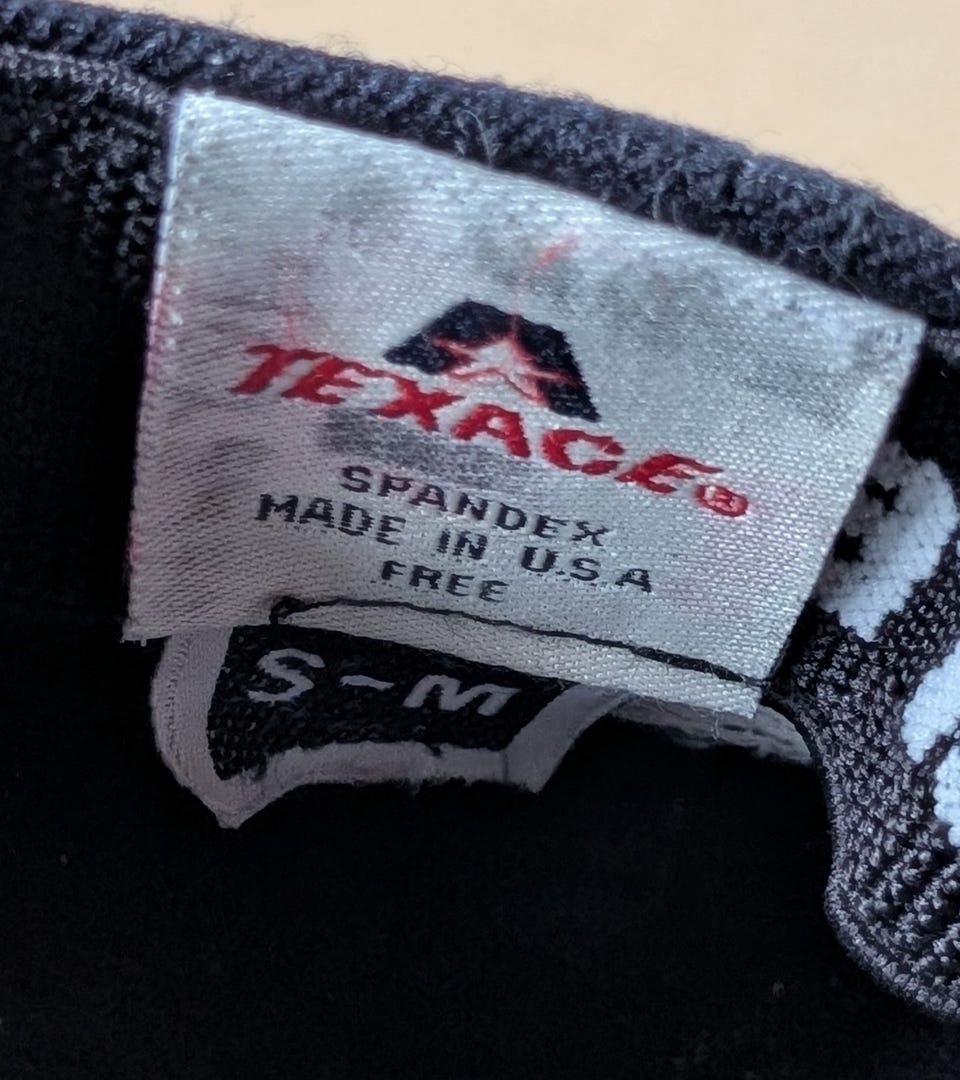 TEXACE®
SPANDEX
MADE IN U.S.A
FREE
S-M